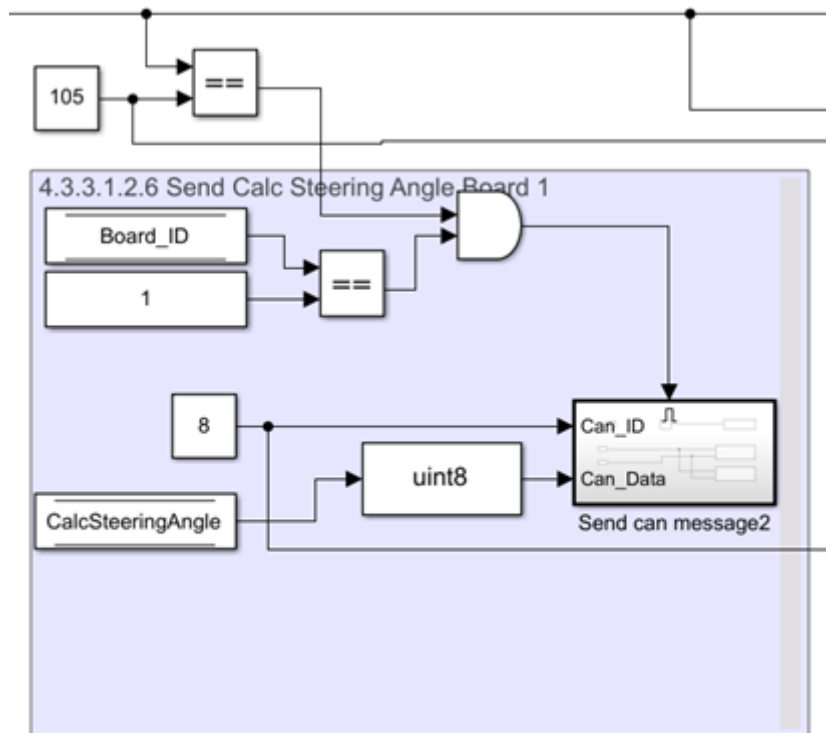 ==
105
4.3.3.1.2.6 Send Calc Steering Angle Board 1
Board_ID
==
1
8
Can_ID
uint8
Can_Data
CalcSteeringAngle
Send can message2